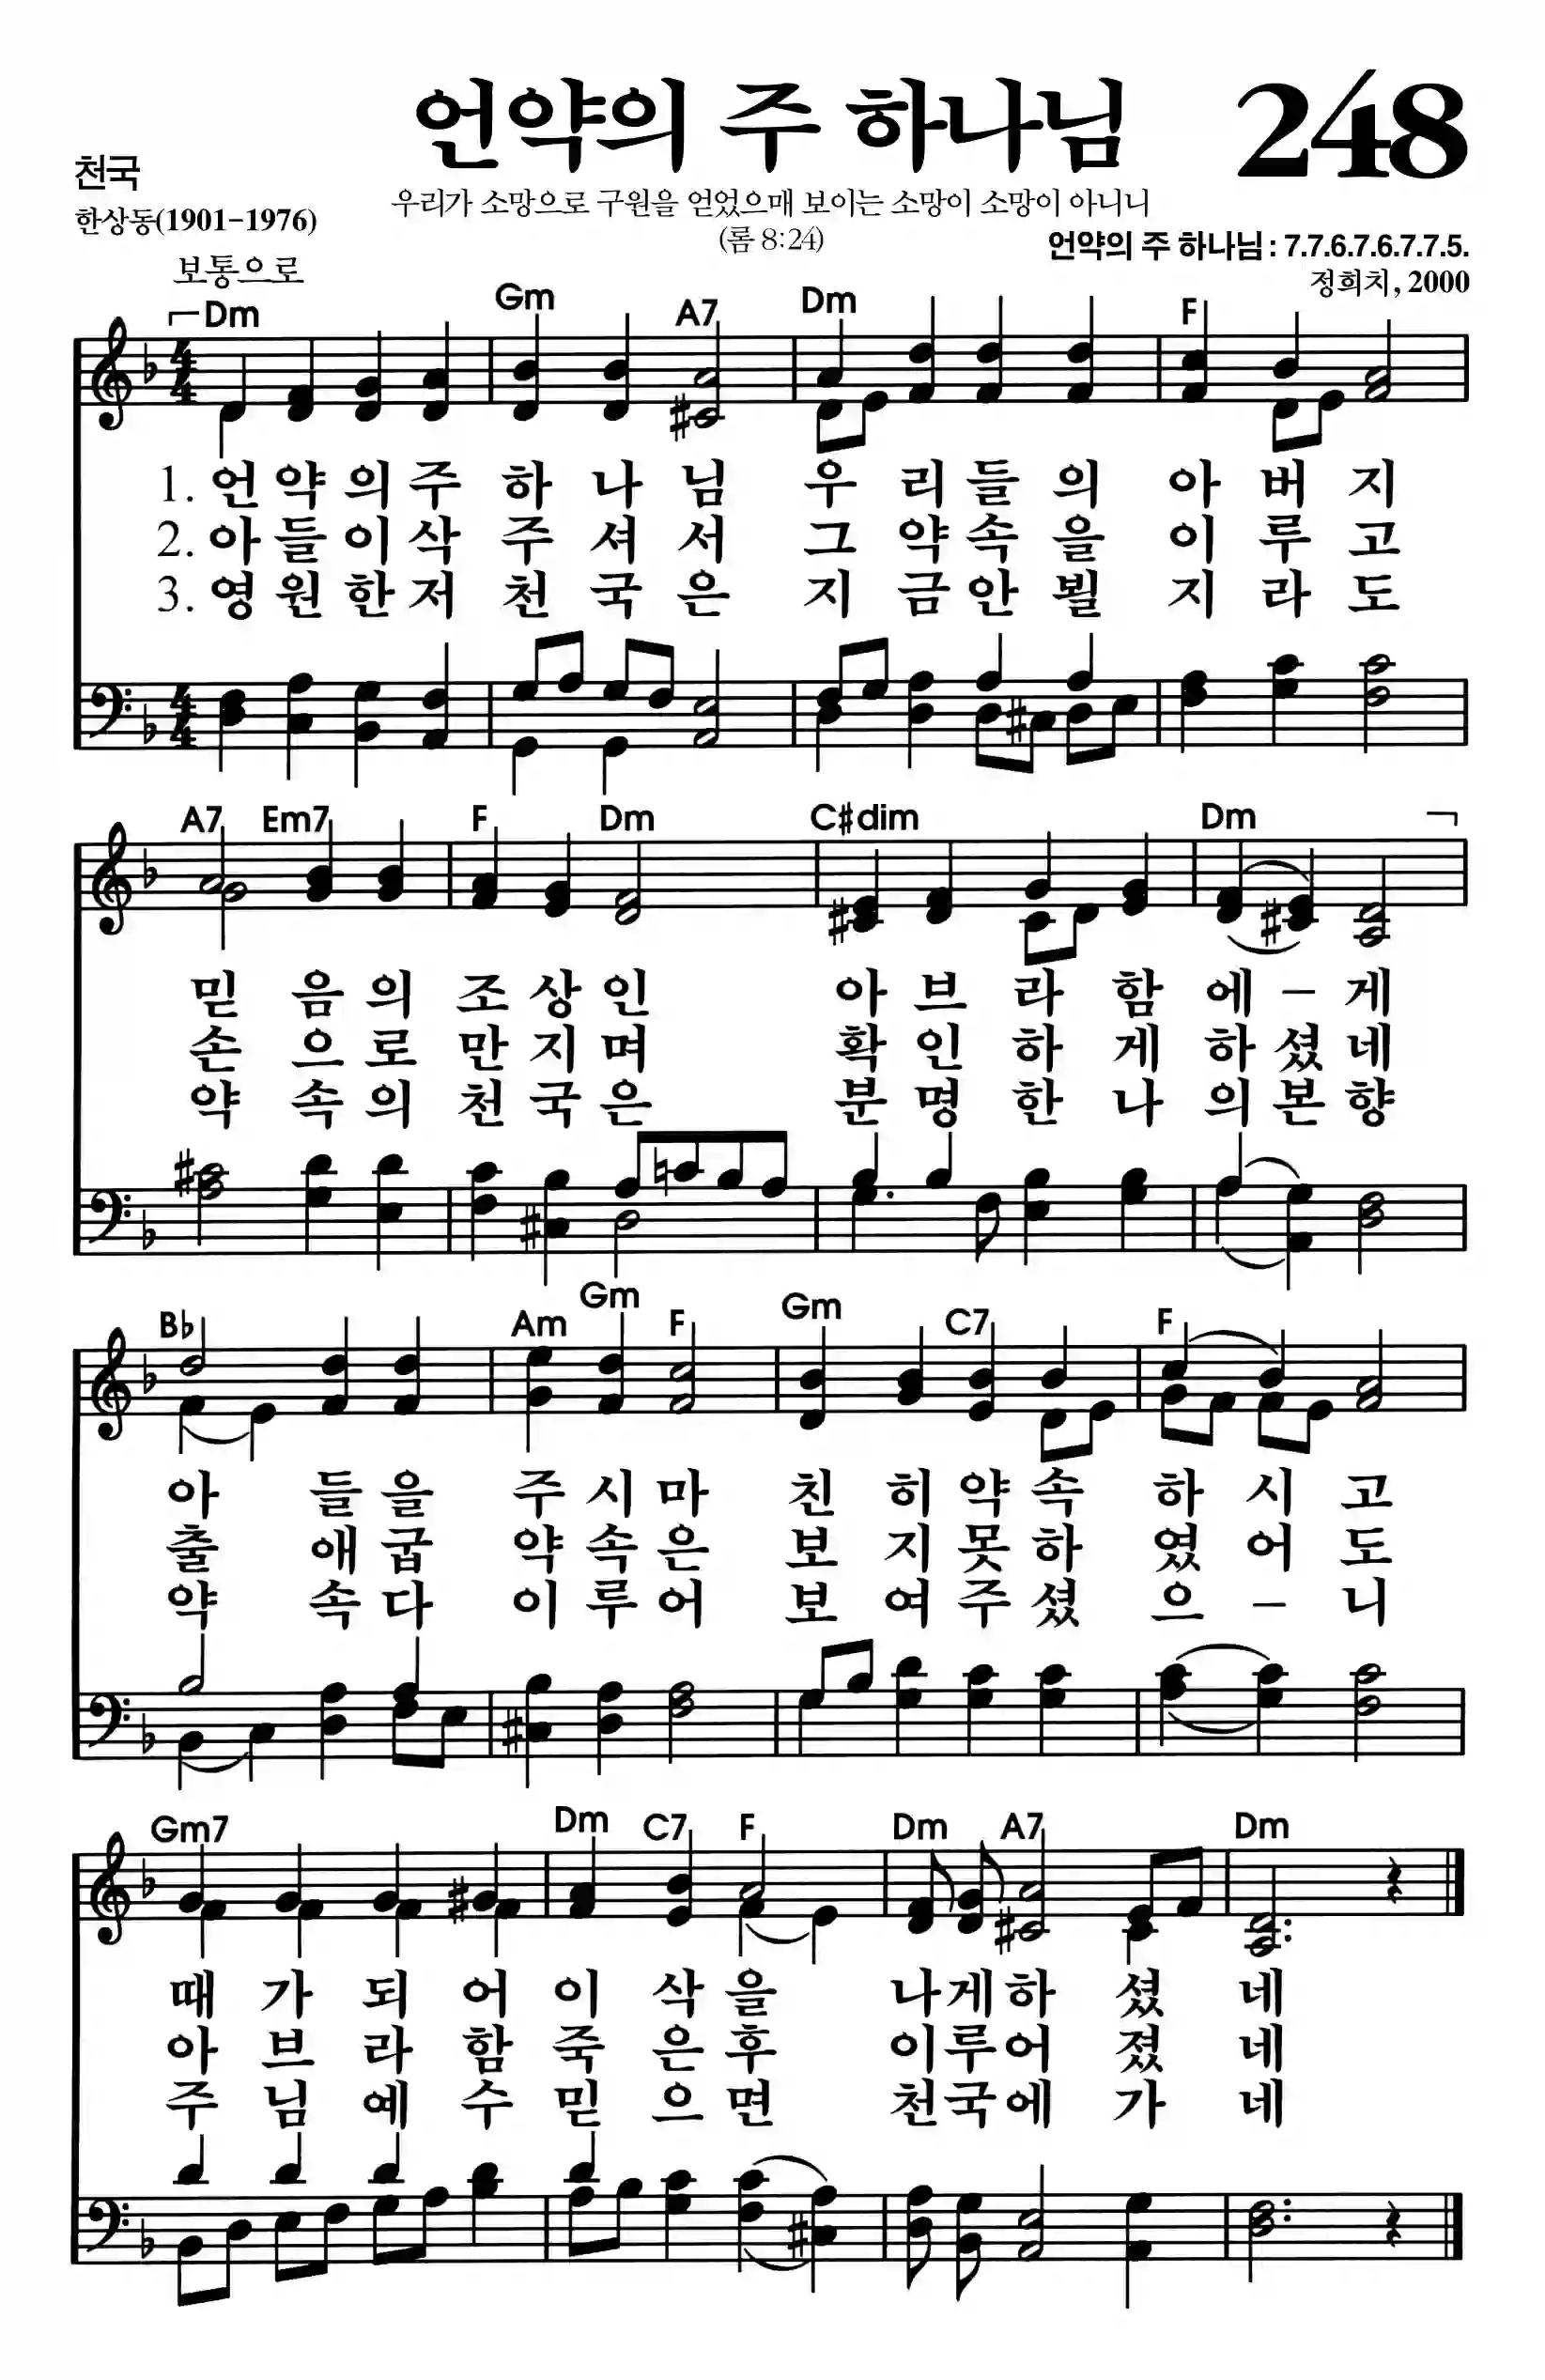 언약의 주 하나님 248
천국
한상동(1901-1976)
우리가 소망으로 구원을 얻었으매 보이는 소망이 소망이 아니니
(롬 8:24)
언약의 주 하나님 : 7.7.6.7.6.7.7.5.
정희치, 2000
보통으로
Dm Gm A7 Dm F
1. 언 약 의 주 하 나 님 우 리 들 의 아 버 지
2. 아 들 이 삭 주 셔 서 그 약 속 을 이 루 고
3. 영 원 한 저 천 국 은 지 금 안 뵐 지 라 도
A7 Em7 F Dm C#dim Dm
믿 음 의 조 상 인 아 브 라 함 에 - 게
손 으 로 만 지 며 확 인 하 게 하 셨 네
약 속 의 천 국 은 분 명 한 나 의 본 향
B♭ Am Gm F Gm C7 F
아 들 을 주 시 마 친 히 약 속 하 시 고
출 애 굽 약 속 은 보 지 못 하 였 어 도
약 속 다 이 루 어 보 여 주 셨 으 - 니
Gm7 Dm C7 F Dm A7 Dm
때 가 되 어 이 삭 을 나 게 하 셨 네
아 브 라 함 죽 은 후 이 루 어 졌 네
주 님 예 수 믿 으 면 천 국 에 가 네